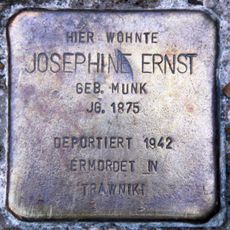 HIER WOHNTE
JOSEPHINE ERNST
GEB. MUNK
JG. 1875
DEPORTIERT 1942
ERMORDET IN
TRAWNIKI